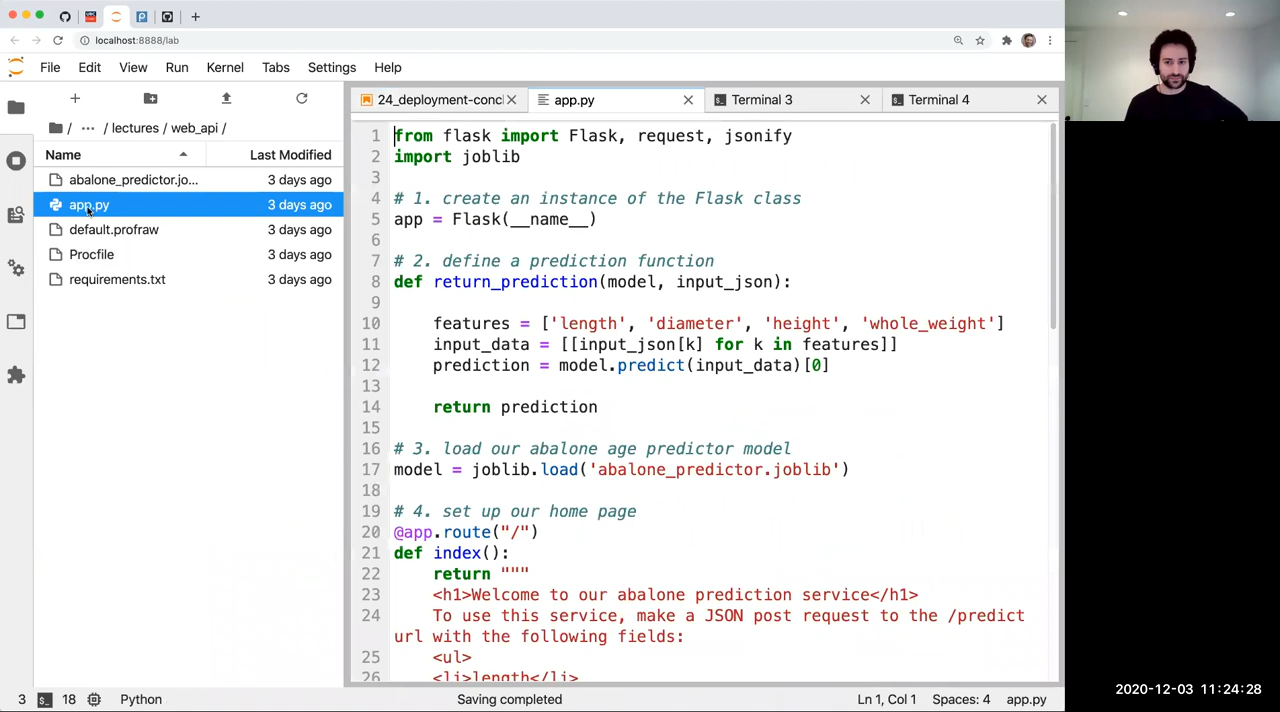 localhost:8888/lab
File Edit View Run Kernel Tabs Settings Help
24_deployment-concl
app.py
Terminal 3
Terminal 4
/ ··· / lectures / web_api /
Name Last Modified
abalone_predictor.jo... 3 days ago
app.py 3 days ago
default.profraw 3 days ago
Procfile 3 days ago
requirements.txt 3 days ago
1 from flask import Flask, request, jsonify
2 import joblib
3
4 # 1. create an instance of the Flask class
5 app = Flask(__name__)
6
7 # 2. define a prediction function
8 def return_prediction(model, input_json):
9
10 features = ['length', 'diameter', 'height', 'whole_weight']
11 input_data = [[input_json[k] for k in features]]
12 prediction = model.predict(input_data)[0]
13
14 return prediction
15
16 # 3. load our abalone age predictor model
17 model = joblib.load('abalone_predictor.joblib')
18
19 # 4. set up our home page
20 @app.route("/")
21 def index():
22 return """
23 <h1>Welcome to our abalone prediction service</h1>
24 To use this service, make a JSON post request to the /predict
url with the following fields:
25 <ul>
26 <li>length</li>
3 18 Python Saving completed Ln 1, Col 1 Spaces: 4 app.py
2020-12-03 11:24:28